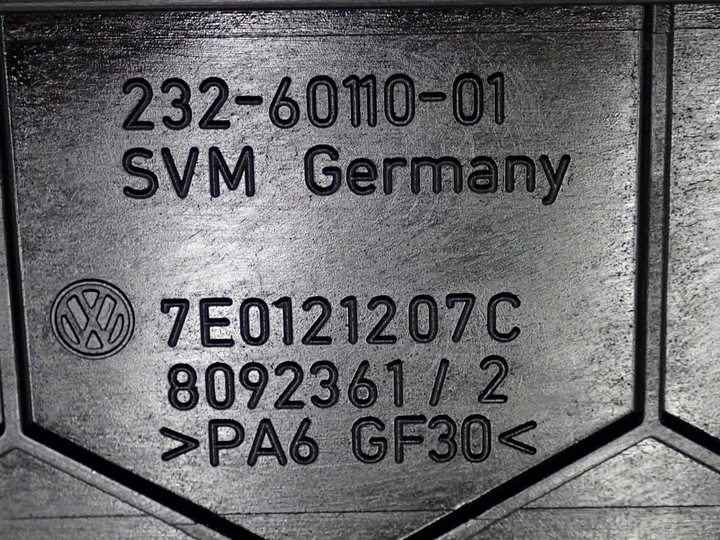 232-60110-01
SVM Germany
7E0121207C
8092361 / 2
>PA6 GF30<